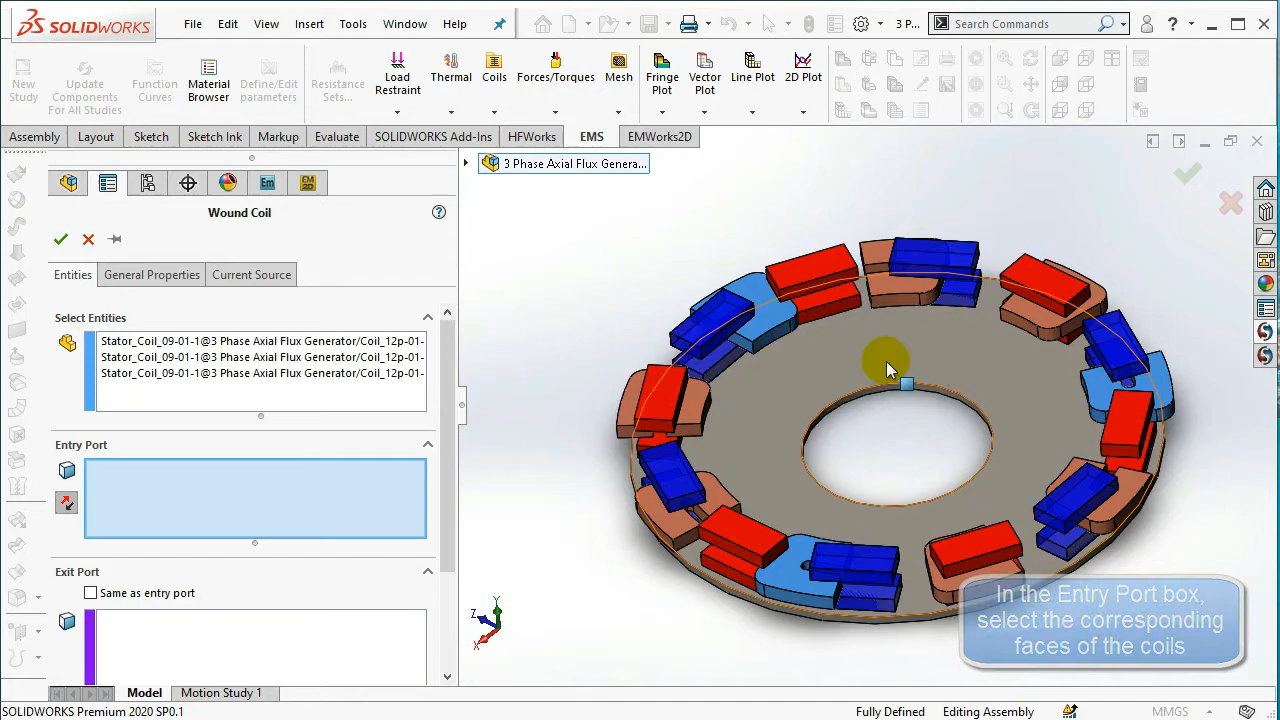 SOLIDWORKS
File Edit View Insert Tools Window Help
3 P...
Search Commands
New Study
Update Components For All Studies
Function Curves
Material Browser
Define/Edit parameters
Resistance Sets...
Load Restraint
Thermal
Coils
Forces/Torques
Mesh
Fringe Plot
Vector Plot
Line Plot
2D Plot
Assembly Layout Sketch Sketch Ink Markup Evaluate SOLIDWORKS Add-Ins HFWorks EMS EMWorks2D
3 Phase Axial Flux Genera...
Em
EM 2D
Wound Coil
Entities General Properties Current Source
Select Entities
Stator_Coil_09-01-1@3 Phase Axial Flux Generator/Coil_12p-01-
Stator_Coil_09-01-1@3 Phase Axial Flux Generator/Coil_12p-01-
Stator_Coil_09-01-1@3 Phase Axial Flux Generator/Coil_12p-01-
Entry Port
Exit Port
Same as entry port
Y
Z
X
In the Entry Port box,
select the corresponding
faces of the coils
Model Motion Study 1
SOLIDWORKS Premium 2020 SP0.1
Fully Defined Editing Assembly MMGS